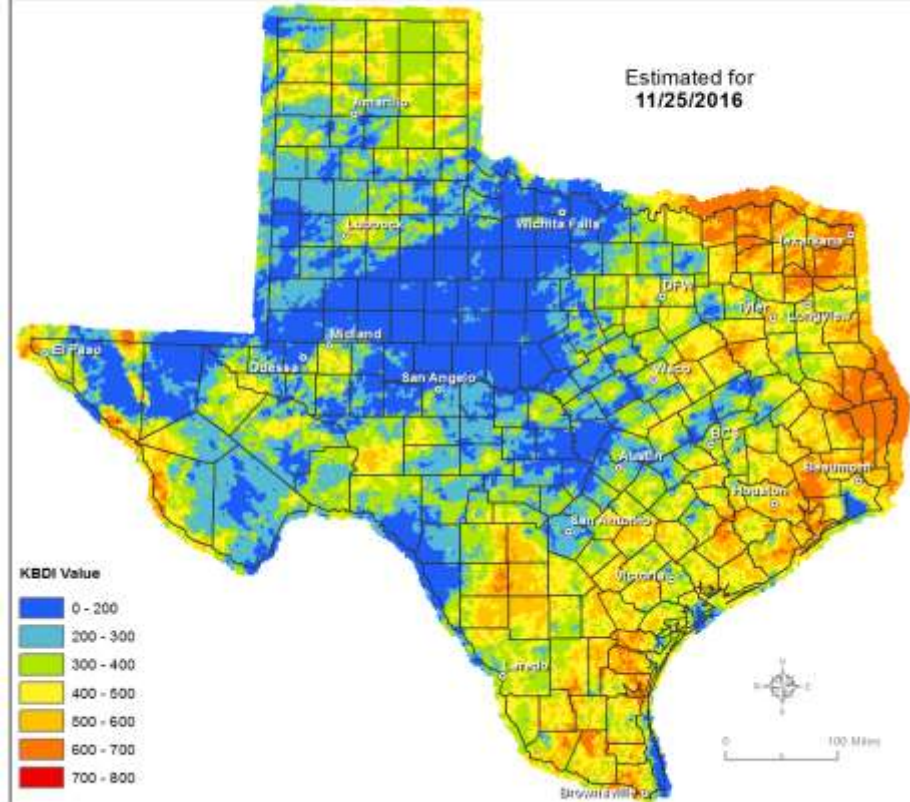 Estimated for
11/25/2016
Amarillo
Lubbock
Wichita Falls
Texarkana
DFW
Tyler
Longview
El Paso
Midland
Odessa
San Angelo
Waco
BCS
Austin
Beaumont
Houston
San Antonio
Victoria
Laredo
Brownsville
KBDI Value
0 - 200
200 - 300
300 - 400
400 - 500
500 - 600
600 - 700
700 - 800
0 100 Miles